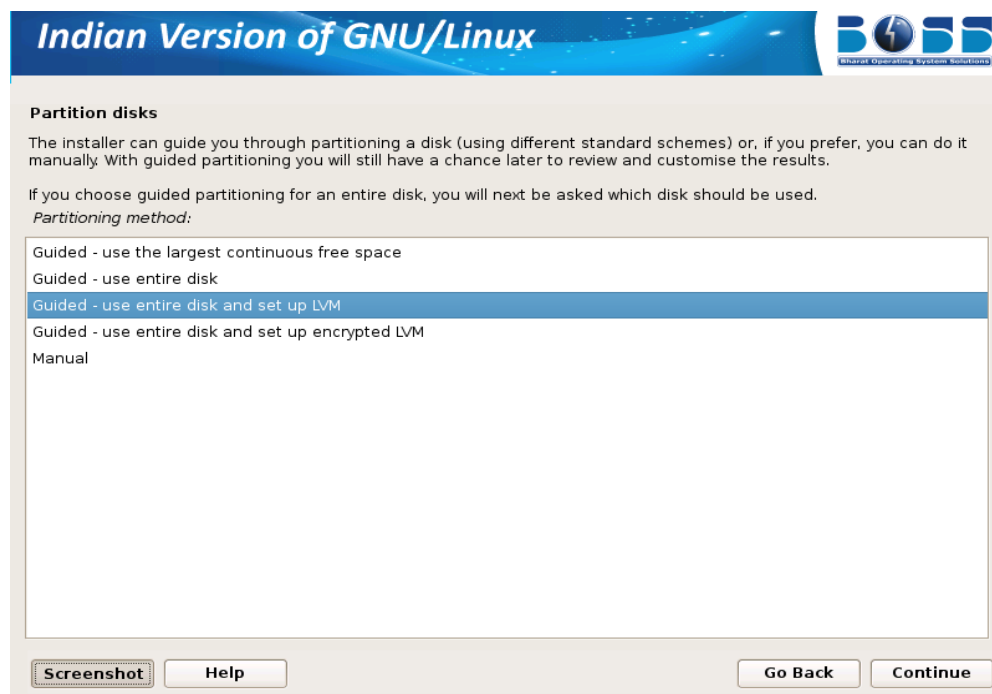 Indian Version of GNU/Linux
BOSS
Bharat Operating System Solutions
Partition disks
The installer can guide you through partitioning a disk (using different standard schemes) or, if you prefer, you can do it
manually. With guided partitioning you will still have a chance later to review and customise the results.
If you choose guided partitioning for an entire disk, you will next be asked which disk should be used.
Partitioning method:
Guided - use the largest continuous free space
Guided - use entire disk
Guided - use entire disk and set up LVM
Guided - use entire disk and set up encrypted LVM
Manual
Screenshot Help Go Back Continue